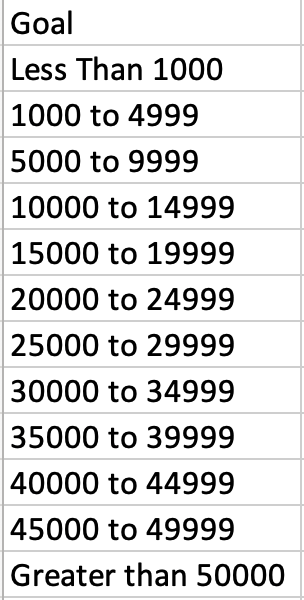 Goal
Less Than 1000
1000 to 4999
5000 to 9999
10000 to 14999
15000 to 19999
20000 to 24999
25000 to 29999
30000 to 34999
35000 to 39999
40000 to 44999
45000 to 49999
Greater than 50000